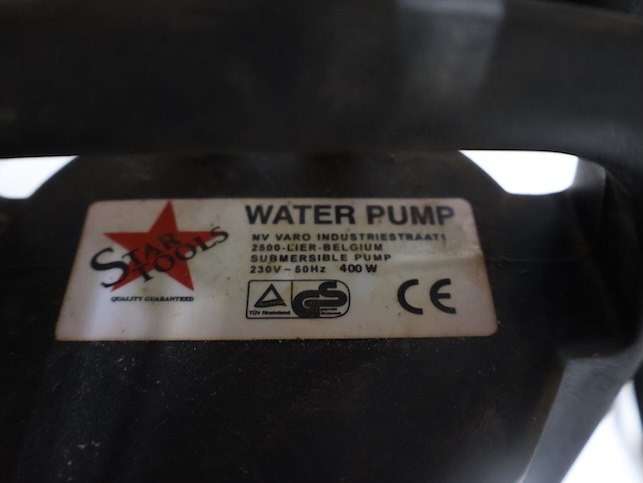 STAR
TOOLS
QUALITY GUARANTEED
WATER PUMP
NV VARO INDUSTRIESTRAAT1
2500-LIER-BELGIUM
SUBMERSIBLE PUMP
230V~50Hz 400W
TÜV Rheinland
GS
CE